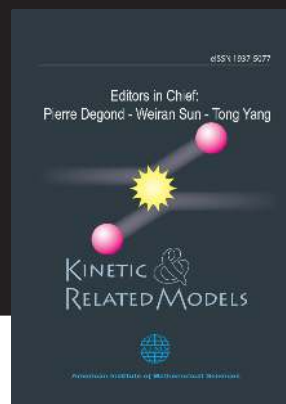 eISSN 1937-5077
Editors in Chief:
Pierre Degond - Weiran Sun - Tong Yang
KINETIC &
RELATED MODELS
AIMS
American Institute of Mathematical Sciences